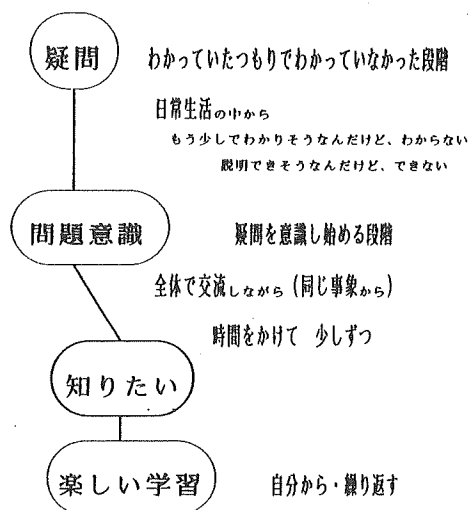 疑問
わかっていたつもりでわかっていなかった段階
日常生活の中から
もう少しでわかりそうなんだけど、わからない
説明できそうなんだけど、できない
問題意識
疑問を意識し始める段階
全体で交流しながら(同じ事象から)
時間をかけて 少しずつ
知りたい
楽しい学習
自分から・繰り返す